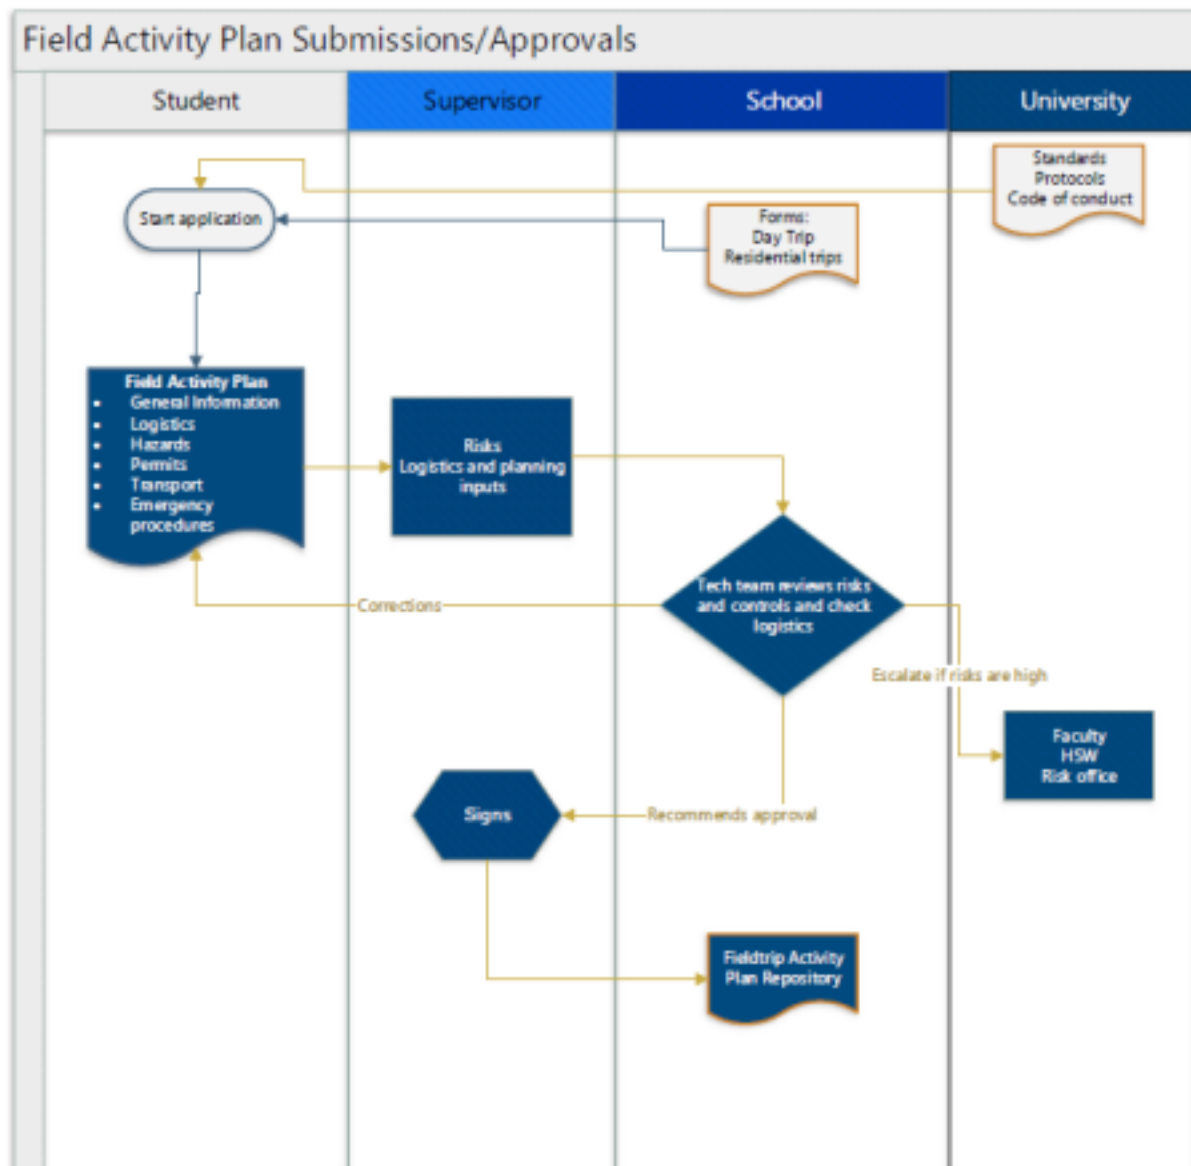 Field Activity Plan Submissions/Approvals
Student
Supervisor
School
University
Standards
Protocols
Code of conduct
Start application
Forms:
Day Trip
Residential trips
Field Activity Plan
• General Information
• Logistics
• Hazards
• Permits
• Transport
• Emergency
procedures
Risks
Logistics and planning
inputs
Tech team reviews risks
and controls and check
logistics
Corrections
Escalate if risks are high
Faculty
HSW
Risk office
Signs
Recommends approval
Fieldtrip Activity
Plan Repository